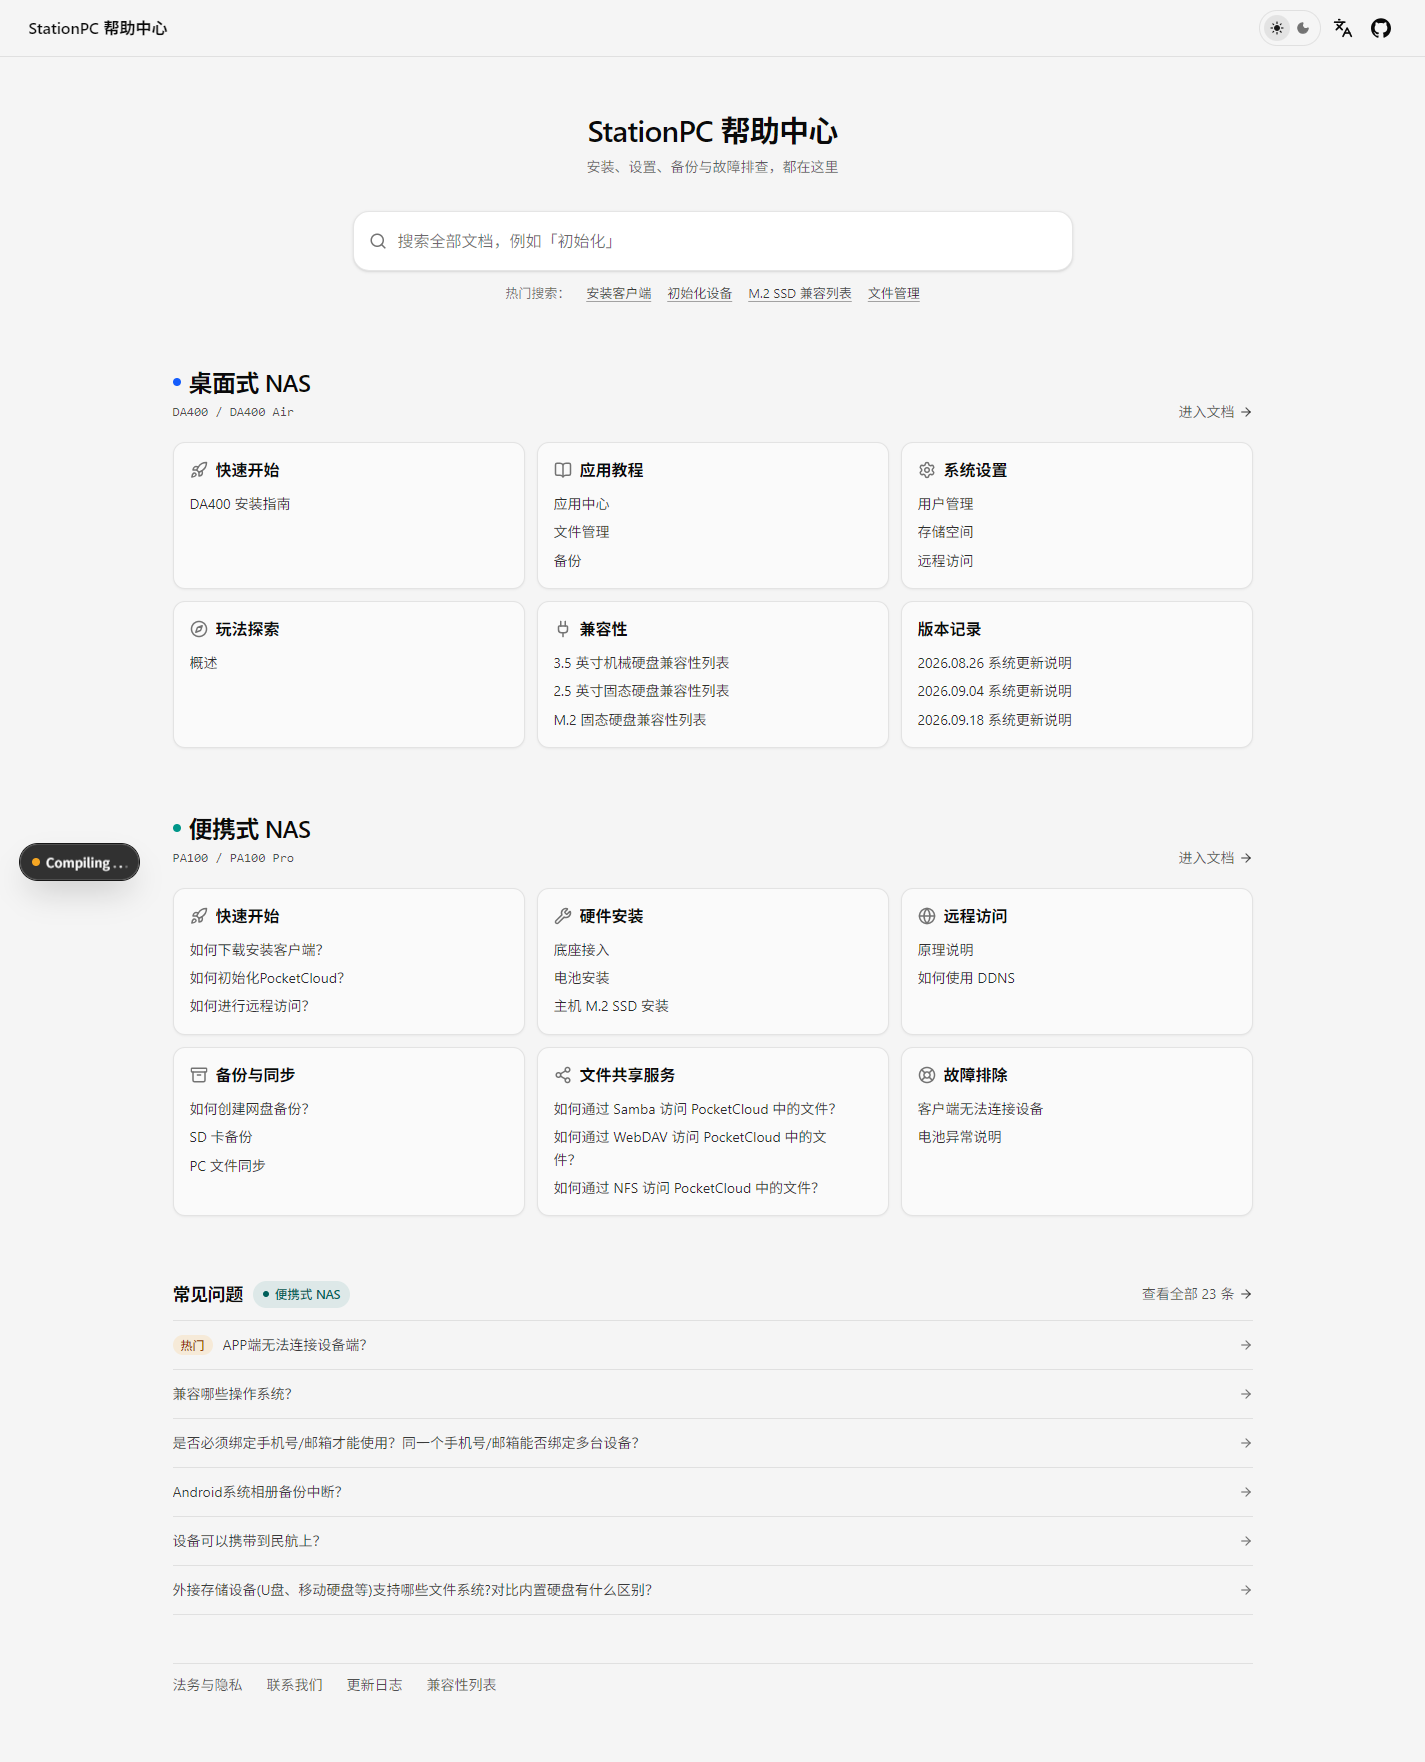 StationPC 帮助中心
StationPC 帮助中心
安装、设置、备份与故障排查，都在这里
搜索全部文档，例如「初始化」
热门搜索： 安装客户端 初始化设备 M.2 SSD 兼容列表 文件管理
桌面式 NAS
DA400 / DA400 Air
进入文档
快速开始
DA400 安装指南
应用教程
应用中心
文件管理
备份
系统设置
用户管理
存储空间
远程访问
玩法探索
概述
兼容性
3.5 英寸机械硬盘兼容性列表
2.5 英寸固态硬盘兼容性列表
M.2 固态硬盘兼容性列表
版本记录
2026.08.26 系统更新说明
2026.09.04 系统更新说明
2026.09.18 系统更新说明
便携式 NAS
Compiling...
PA100 / PA100 Pro
进入文档
快速开始
如何下载安装客户端？
如何初始化PocketCloud？
如何进行远程访问？
硬件安装
底座接入
电池安装
主机 M.2 SSD 安装
远程访问
原理说明
如何使用 DDNS
备份与同步
如何创建网盘备份？
SD 卡备份
PC 文件同步
文件共享服务
如何通过 Samba 访问 PocketCloud 中的文件？
如何通过 WebDAV 访问 PocketCloud 中的文
件？
如何通过 NFS 访问 PocketCloud 中的文件？
故障排除
客户端无法连接设备
电池异常说明
常见问题 便携式 NAS
查看全部 23 条
热门 APP端无法连接设备端？
兼容哪些操作系统？
是否必须绑定手机号/邮箱才能使用？同一个手机号/邮箱能否绑定多台设备？
Android系统相册备份中断？
设备可以携带到民航上？
外接存储设备(U盘、移动硬盘等)支持哪些文件系统?对比内置硬盘有什么区别？
法务与隐私 联系我们 更新日志 兼容性列表